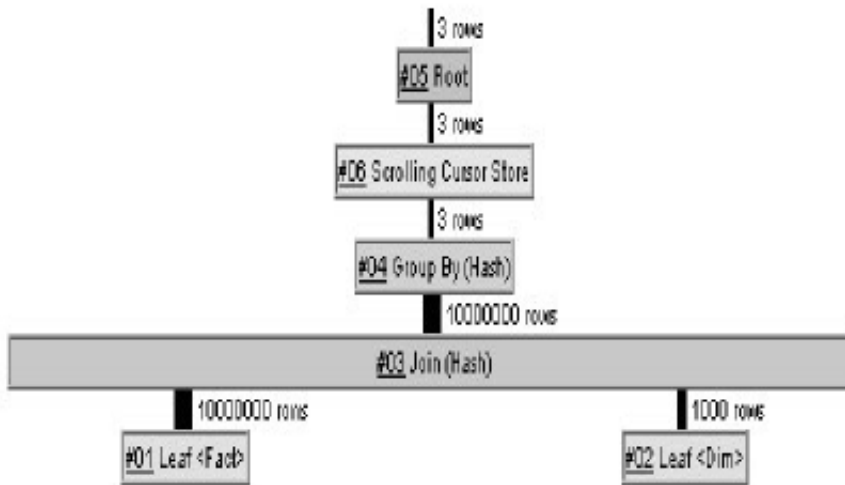 3 rows
#05 Root
3 rows
#06 Scrolling Cursor Store
3 rows
#04 Group By (Hash)
10000000 rows
#03 Join (Hash)
10000000 rows
1000 rows
#01 Leaf <Fact>
#02 Leaf <Dim>